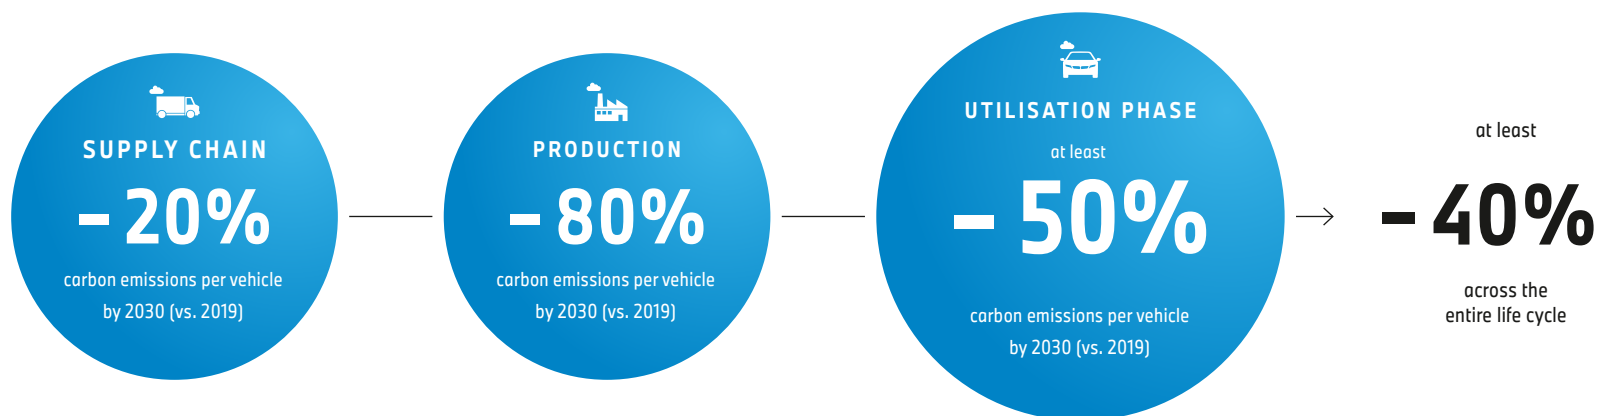 SUPPLY CHAIN
– 20%
carbon emissions per vehicle
by 2030 (vs. 2019)
PRODUCTION
– 80%
carbon emissions per vehicle
by 2030 (vs. 2019)
UTILISATION PHASE
at least
– 50%
carbon emissions per vehicle
by 2030 (vs. 2019)
at least
– 40%
across the
entire life cycle